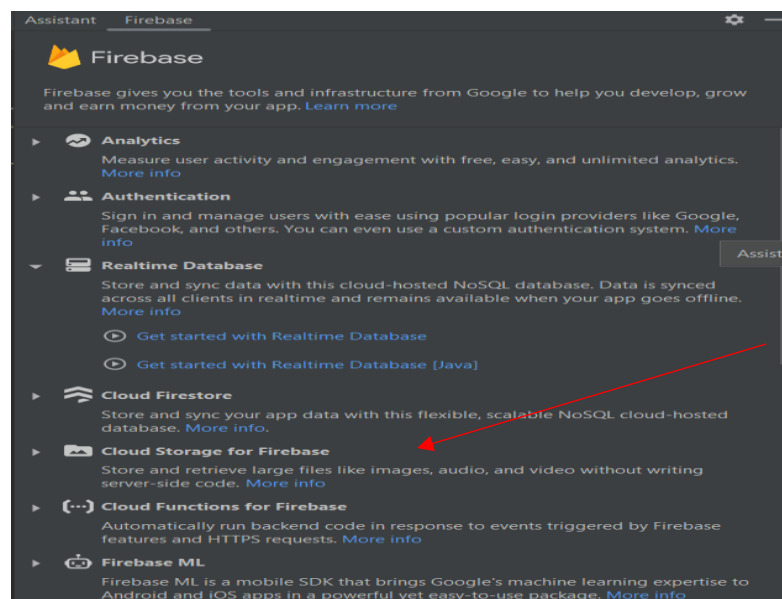 Assistant Firebase
Firebase
Firebase gives you the tools and infrastructure from Google to help you develop, grow
and earn money from your app. Learn more
Analytics
Measure user activity and engagement with free, easy, and unlimited analytics.
More info
Authentication
Sign in and manage users with ease using popular login providers like Google,
Facebook, and others. You can even use a custom authentication system. More
info
Assist
Realtime Database
Store and sync data with this cloud-hosted NoSQL database. Data is synced
across all clients in realtime and remains available when your app goes offline.
More info
Get started with Realtime Database
Get started with Realtime Database [Java]
Cloud Firestore
Store and sync your app data with this flexible, scalable NoSQL cloud-hosted
database. More info.
Cloud Storage for Firebase
Store and retrieve large files like images, audio, and video without writing
server-side code. More info
Cloud Functions for Firebase
Automatically run backend code in response to events triggered by Firebase
features and HTTPS requests. More info
Firebase ML
Firebase ML is a mobile SDK that brings Google's machine learning expertise to
Android and iOS apps in a powerful yet easy-to-use package. More info